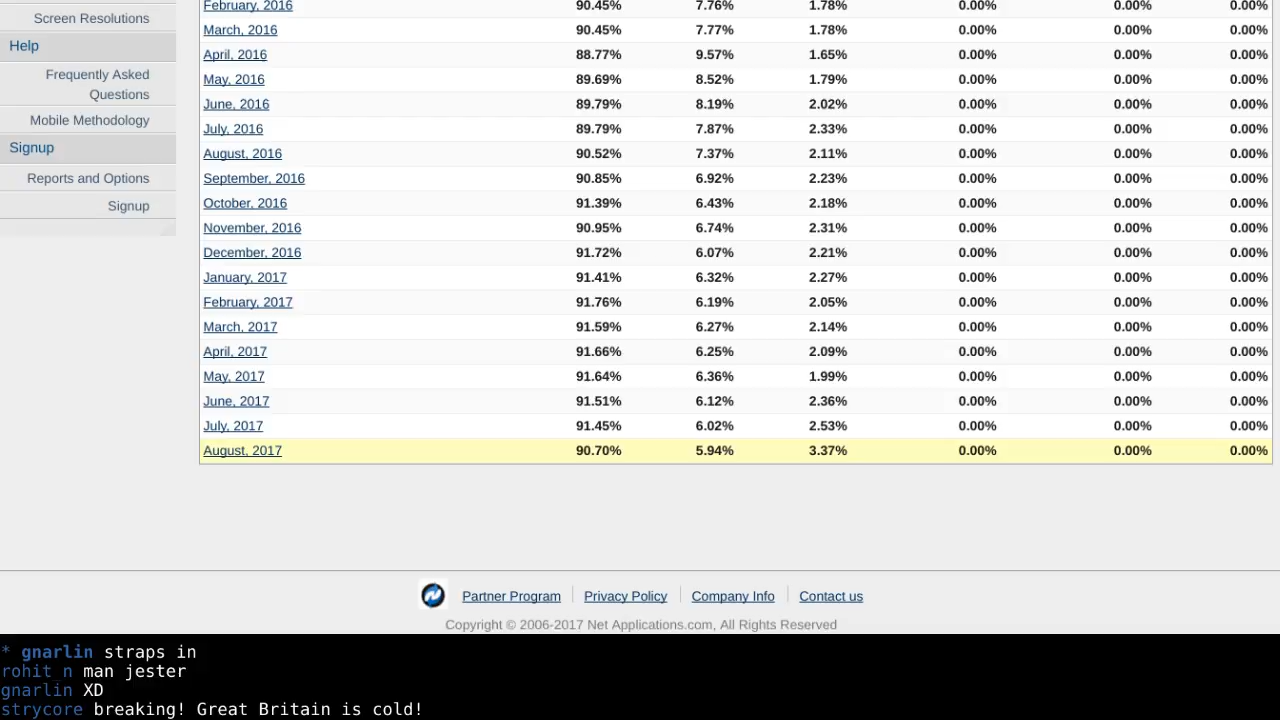 Screen Resolutions
Help
Frequently Asked
Questions
Mobile Methodology
Signup
Reports and Options
Signup
February, 2016 90.45% 7.76% 1.78% 0.00% 0.00% 0.00%
March, 2016 90.45% 7.77% 1.78% 0.00% 0.00% 0.00%
April, 2016 88.77% 9.57% 1.65% 0.00% 0.00% 0.00%
May, 2016 89.69% 8.52% 1.79% 0.00% 0.00% 0.00%
June, 2016 89.79% 8.19% 2.02% 0.00% 0.00% 0.00%
July, 2016 89.79% 7.87% 2.33% 0.00% 0.00% 0.00%
August, 2016 90.52% 7.37% 2.11% 0.00% 0.00% 0.00%
September, 2016 90.85% 6.92% 2.23% 0.00% 0.00% 0.00%
October, 2016 91.39% 6.43% 2.18% 0.00% 0.00% 0.00%
November, 2016 90.95% 6.74% 2.31% 0.00% 0.00% 0.00%
December, 2016 91.72% 6.07% 2.21% 0.00% 0.00% 0.00%
January, 2017 91.41% 6.32% 2.27% 0.00% 0.00% 0.00%
February, 2017 91.76% 6.19% 2.05% 0.00% 0.00% 0.00%
March, 2017 91.59% 6.27% 2.14% 0.00% 0.00% 0.00%
April, 2017 91.66% 6.25% 2.09% 0.00% 0.00% 0.00%
May, 2017 91.64% 6.36% 1.99% 0.00% 0.00% 0.00%
June, 2017 91.51% 6.12% 2.36% 0.00% 0.00% 0.00%
July, 2017 91.45% 6.02% 2.53% 0.00% 0.00% 0.00%
August, 2017 90.70% 5.94% 3.37% 0.00% 0.00% 0.00%
Partner Program Privacy Policy Company Info Contact us
Copyright © 2006-2017 Net Applications.com, All Rights Reserved
* gnarlin straps in
rohit_n man jester
gnarlin XD
strycore breaking! Great Britain is cold!